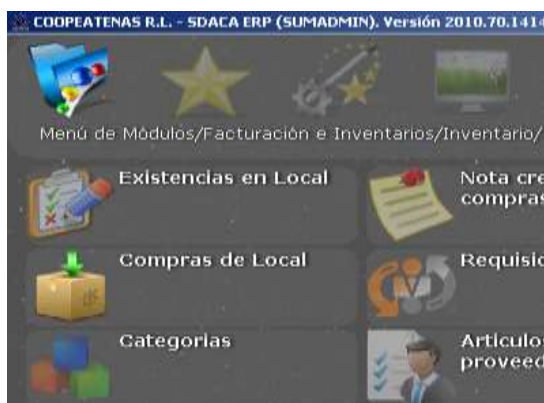 COOPEATENAS R.L. - SDACA ERP (SUMADMIN). Versión 2010.70.1414
Menú de Módulos/Facturación e Inventarios/Inventario/
Existencias en Local
Nota cre
compras
Compras de Local
Requisic
Categorias
Articulos
proveed